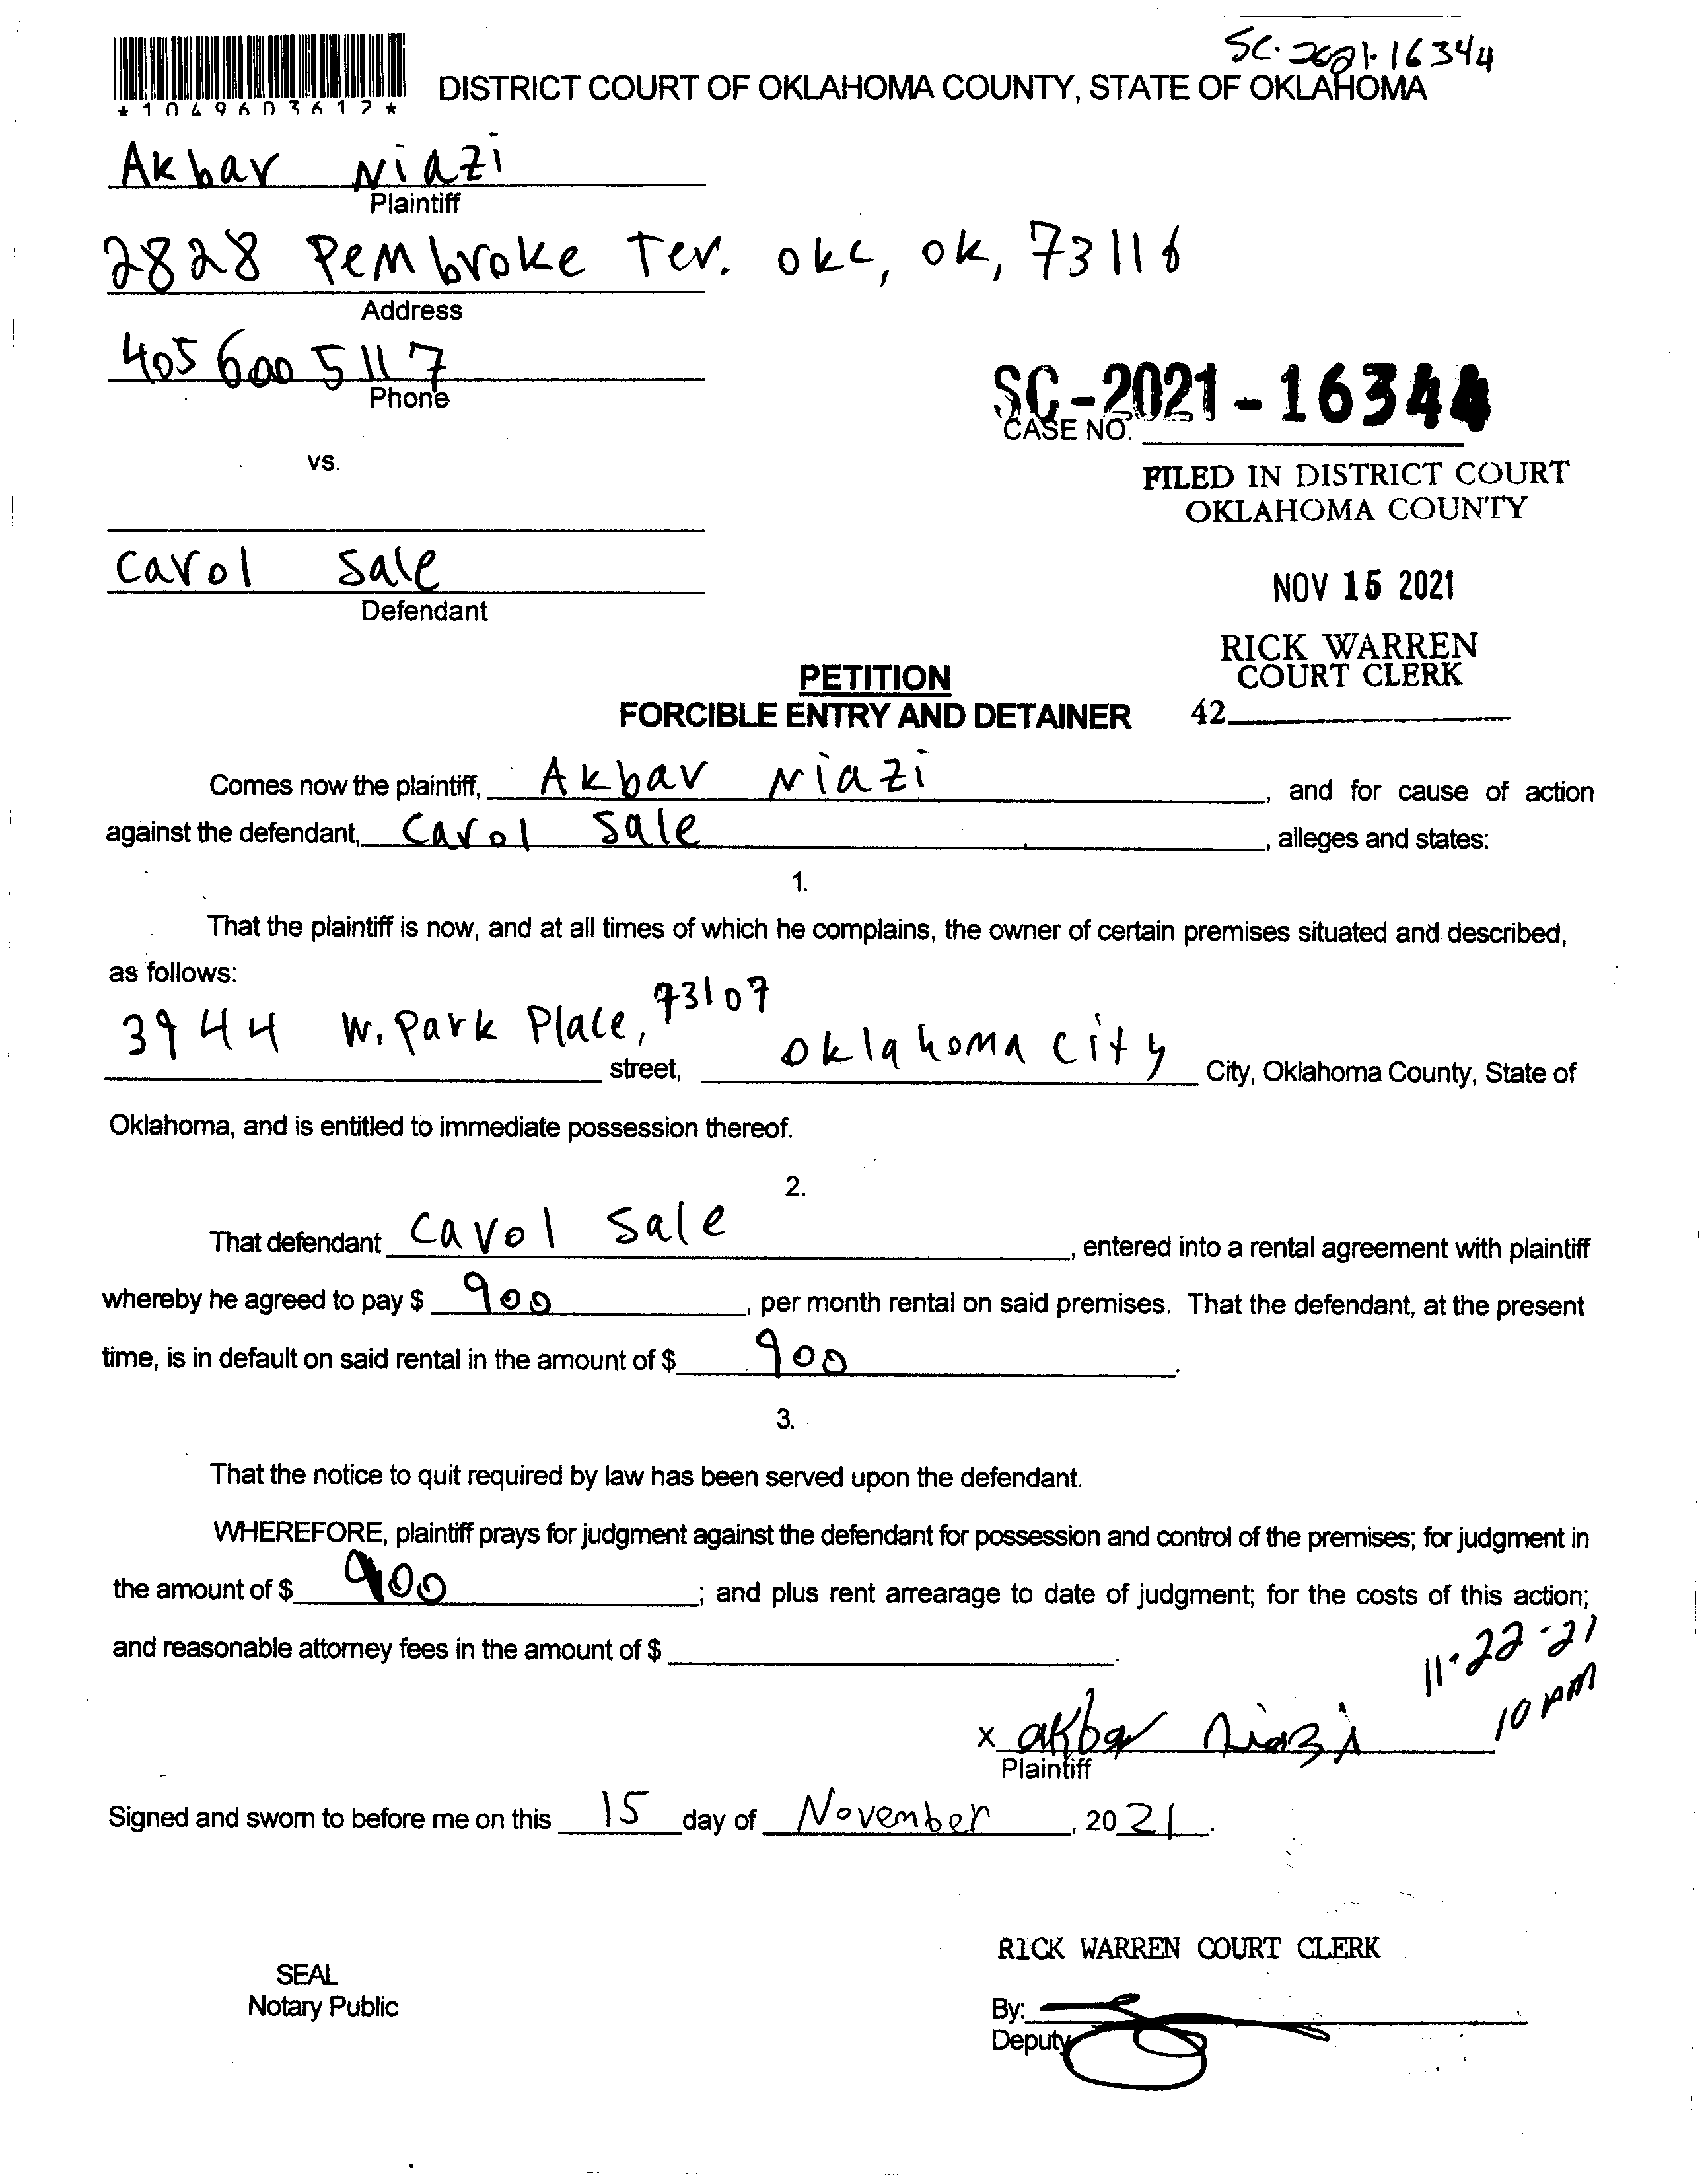 SC-2021-16344
*1049603617*
DISTRICT COURT OF OKLAHOMA COUNTY, STATE OF OKLAHOMA
Akbar Niazi
Plaintiff
2828 Pembroke Ter. okc, ok, 73116
Address
405 600 5117
Phone
SC-2021-16344
CASE NO.
vs.
FILED IN DISTRICT COURT
OKLAHOMA COUNTY
Carol Sale
Defendant
NOV 15 2021
RICK WARREN
COURT CLERK
42
PETITION
FORCIBLE ENTRY AND DETAINER
Comes now the plaintiff, Akbar Niazi, and for cause of action
against the defendant, Carol Sale, alleges and states:
1.
That the plaintiff is now, and at all times of which he complains, the owner of certain premises situated and described,
as follows:
3944 W. Park Place, 73107 street, Oklahoma City City, Oklahoma County, State of
Oklahoma, and is entitled to immediate possession thereof.
2.
That defendant Carol Sale, entered into a rental agreement with plaintiff
whereby he agreed to pay $ 900, per month rental on said premises. That the defendant, at the present
time, is in default on said rental in the amount of $ 900.
3.
That the notice to quit required by law has been served upon the defendant.
WHEREFORE, plaintiff prays for judgment against the defendant for possession and control of the premises; for judgment in
the amount of $ 900; and plus rent arrearage to date of judgment; for the costs of this action;
and reasonable attorney fees in the amount of $ .
11-22-21
10 AM
x akbar Niazi
Plaintiff
Signed and sworn to before me on this 15 day of November, 2021.
RICK WARREN COURT CLERK
SEAL
Notary Public
By:
Deputy